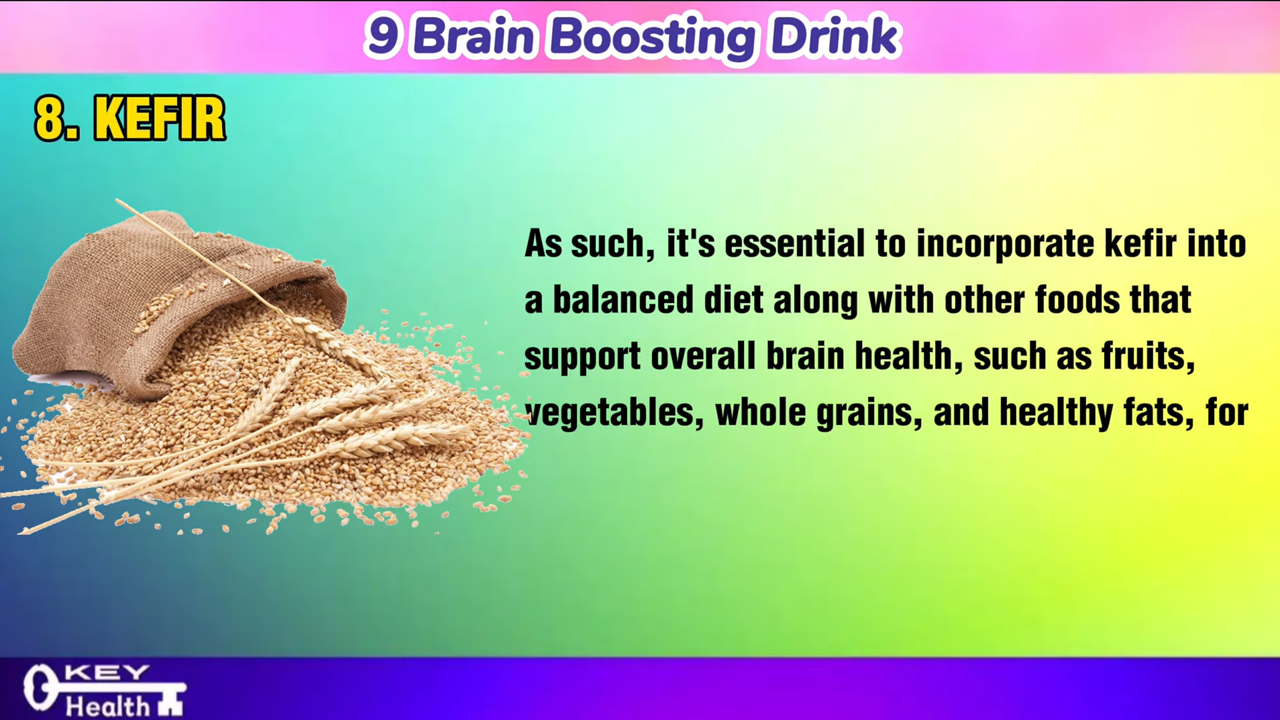 9 Brain Boosting Drink
8. KEFIR
As such, it's essential to incorporate kefir into
a balanced diet along with other foods that
support overall brain health, such as fruits,
vegetables, whole grains, and healthy fats, for
KEY
Health